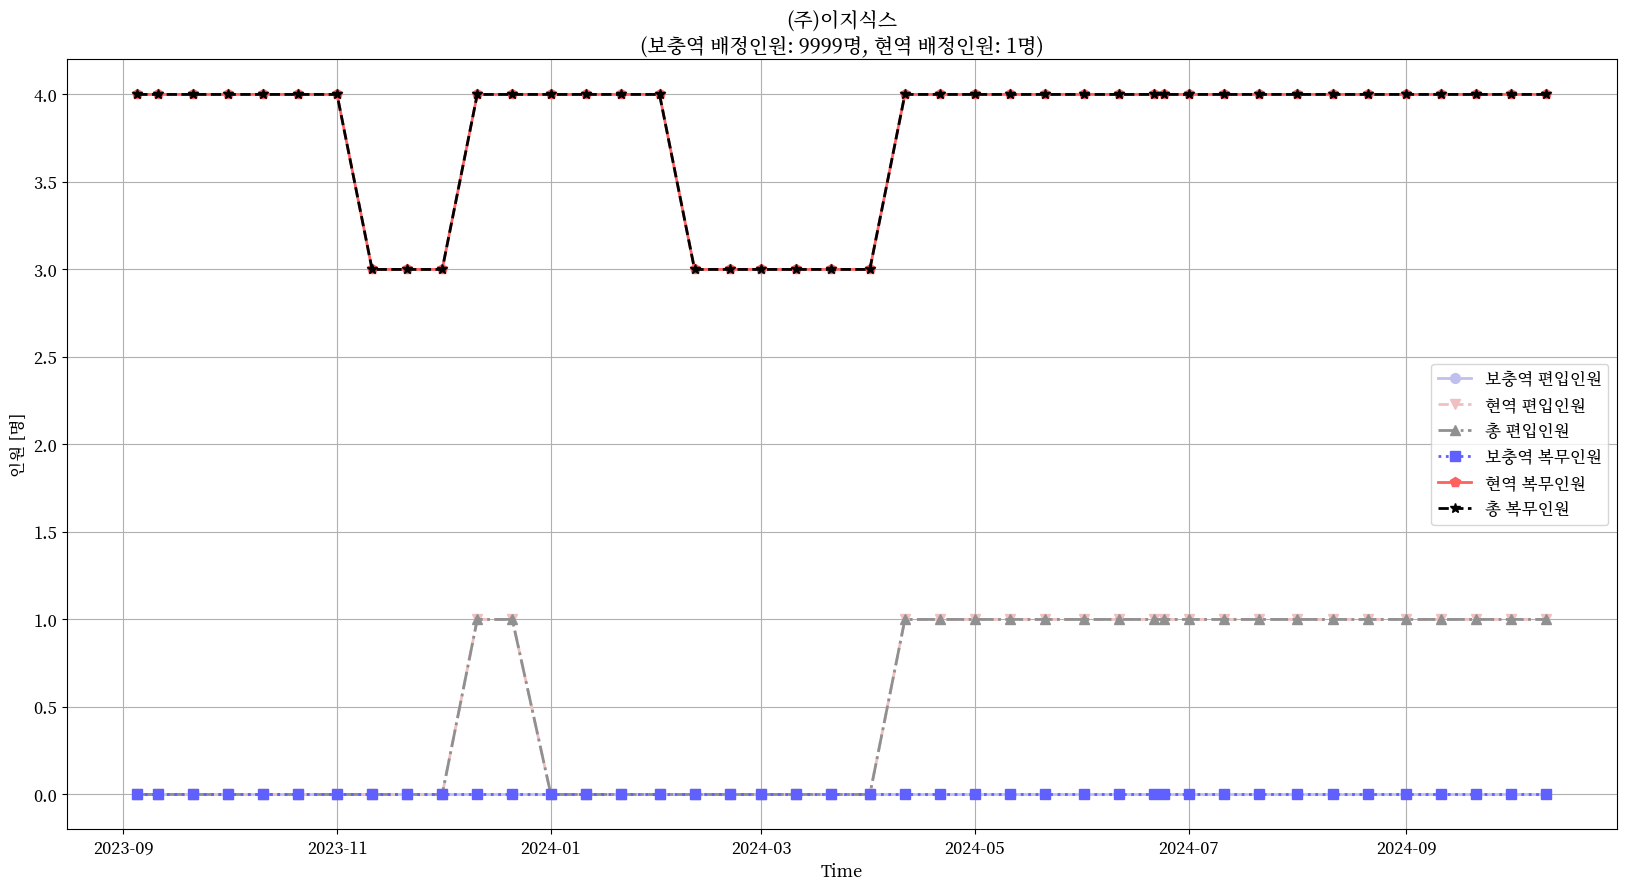 (주)이지식스
(보충역 배정인원: 9999명, 현역 배정인원: 1명)
인원 [명]
4.0
3.5
3.0
2.5
2.0
1.5
1.0
0.5
0.0
보충역 편입인원
현역 편입인원
총 편입인원
보충역 복무인원
현역 복무인원
총 복무인원
2023-09
2023-11
2024-01
2024-03
2024-05
2024-07
2024-09
Time